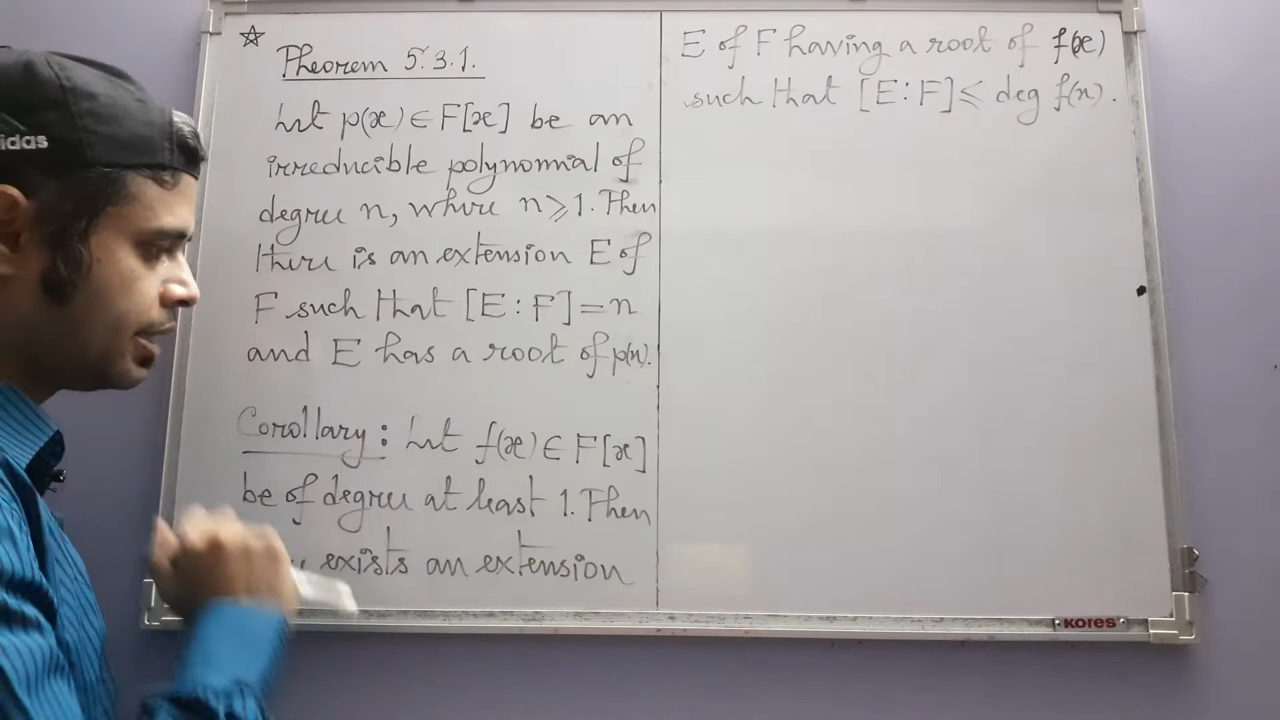 ☆ Theorem 5.3.1.
Let p(x) ∈ F[x] be an
irreducible polynomial of
degree n, where n ⩾ 1. Then
there is an extension E of
F such that [E : F] = n
and E has a root of p(x).
Corollary : Let f(x) ∈ F[x]
be of degree at least 1. Then
exists an extension
E of F having a root of f(x)
such that [E : F] ⩽ deg f(x).
KORES
idas